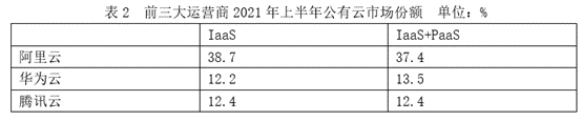 表 2 前三大运营商 2021 年上半年公有云市场份额 单位：%
IaaS IaaS+PaaS
阿里云 38.7 37.4
华为云 12.2 13.5
腾讯云 12.4 12.4